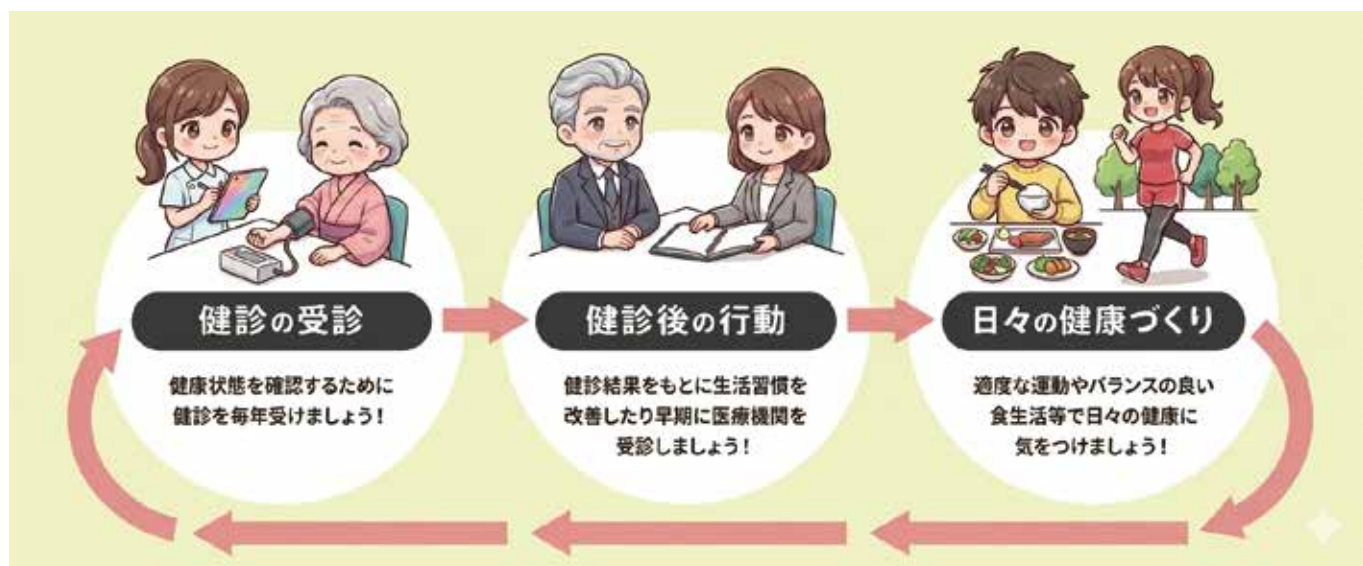 健診の受診
健康状態を確認するために
健診を毎年受けましょう！
健診後の行動
健診結果をもとに生活習慣を
改善したり早期に医療機関を
受診しましょう！
日々の健康づくり
適度な運動やバランスの良い
食生活等で日々の健康に
気をつけましょう！